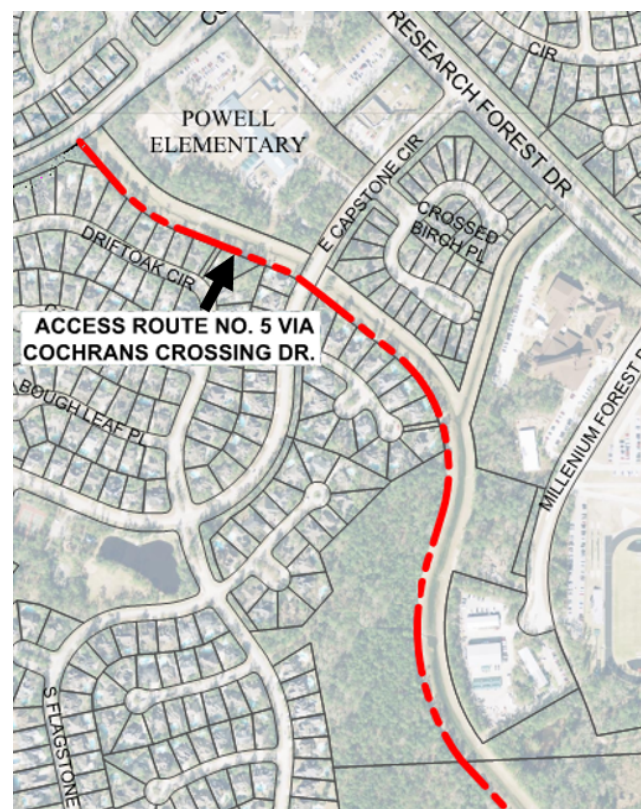 CO
RESEARCH FOREST DR
CIR
POWELL
ELEMENTARY
E CAPSTONE CIR
CROSSED
BIRCH PL
DRIFTOAK CIR
ACCESS ROUTE NO. 5 VIA
COCHRANS CROSSING DR.
BOUGH LEAF PL
MILLENIUM FOREST D
S FLAGSTONE